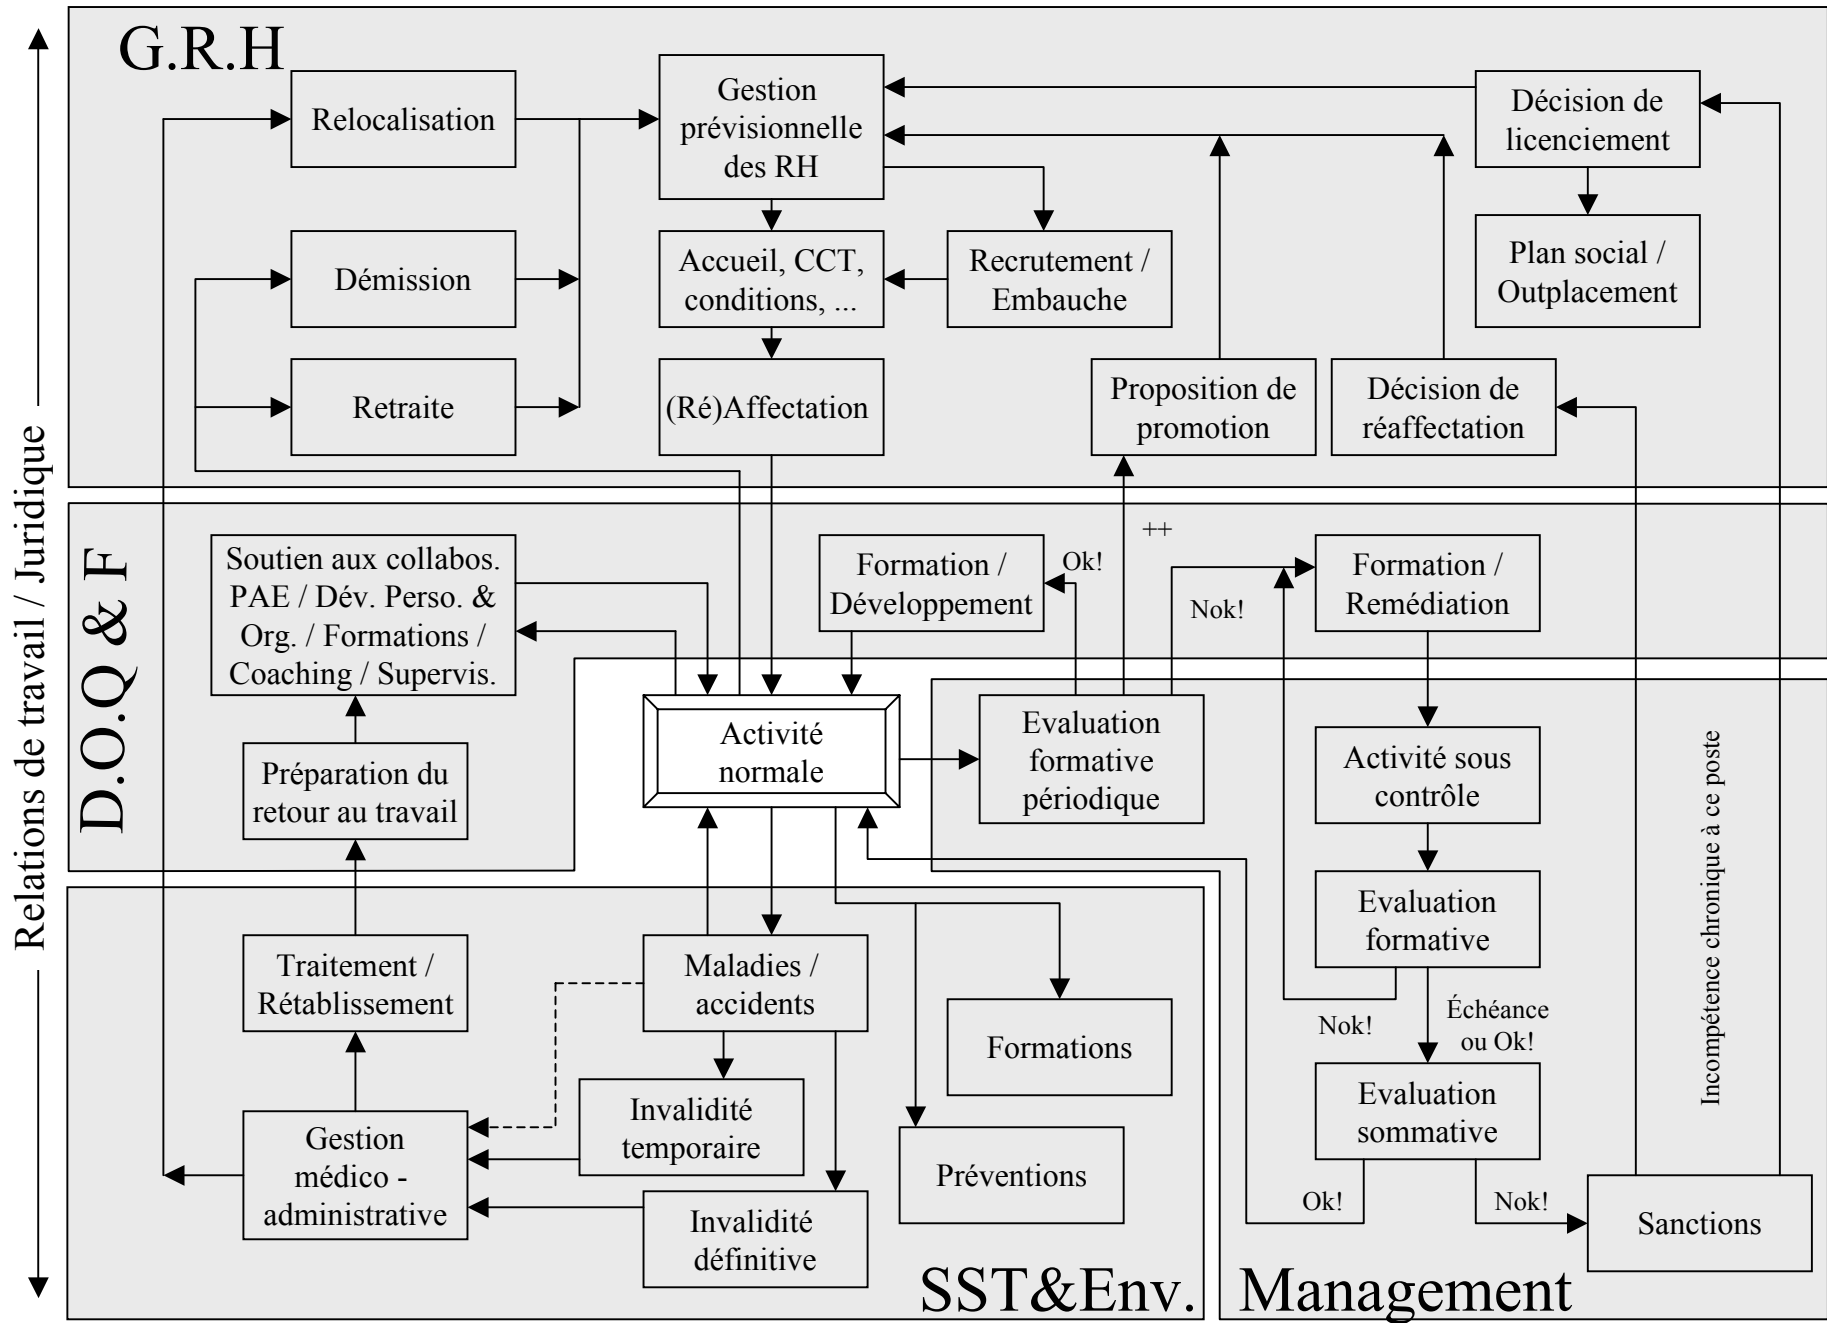 G.R.H
Relocalisation
Gestion
prévisionnelle
des RH
Décision de
licenciement
Démission
Accueil, CCT,
conditions, ...
Recrutement /
Embauche
Plan social /
Outplacement
Retraite
(Ré)Affectation
Proposition de
promotion
Décision de
réaffectation
Relations de travail / Juridique
D.O.Q & F
Soutien aux collabos.
PAE / Dév. Perso. &
Org. / Formations /
Coaching / Supervis.
Formation /
Développement
Ok!
++
Nok!
Formation /
Remédiation
Préparation du
retour au travail
Activité
normale
Evaluation
formative
périodique
Activité sous
contrôle
Incompétence chronique à ce poste
Evaluation
formative
Traitement /
Rétablissement
Maladies /
accidents
Formations
Nok!
Échéance
ou Ok!
Invalidité
temporaire
Evaluation
sommative
Gestion
médico -
administrative
Préventions
Invalidité
définitive
Ok!
Nok!
Sanctions
SST&Env.
Management